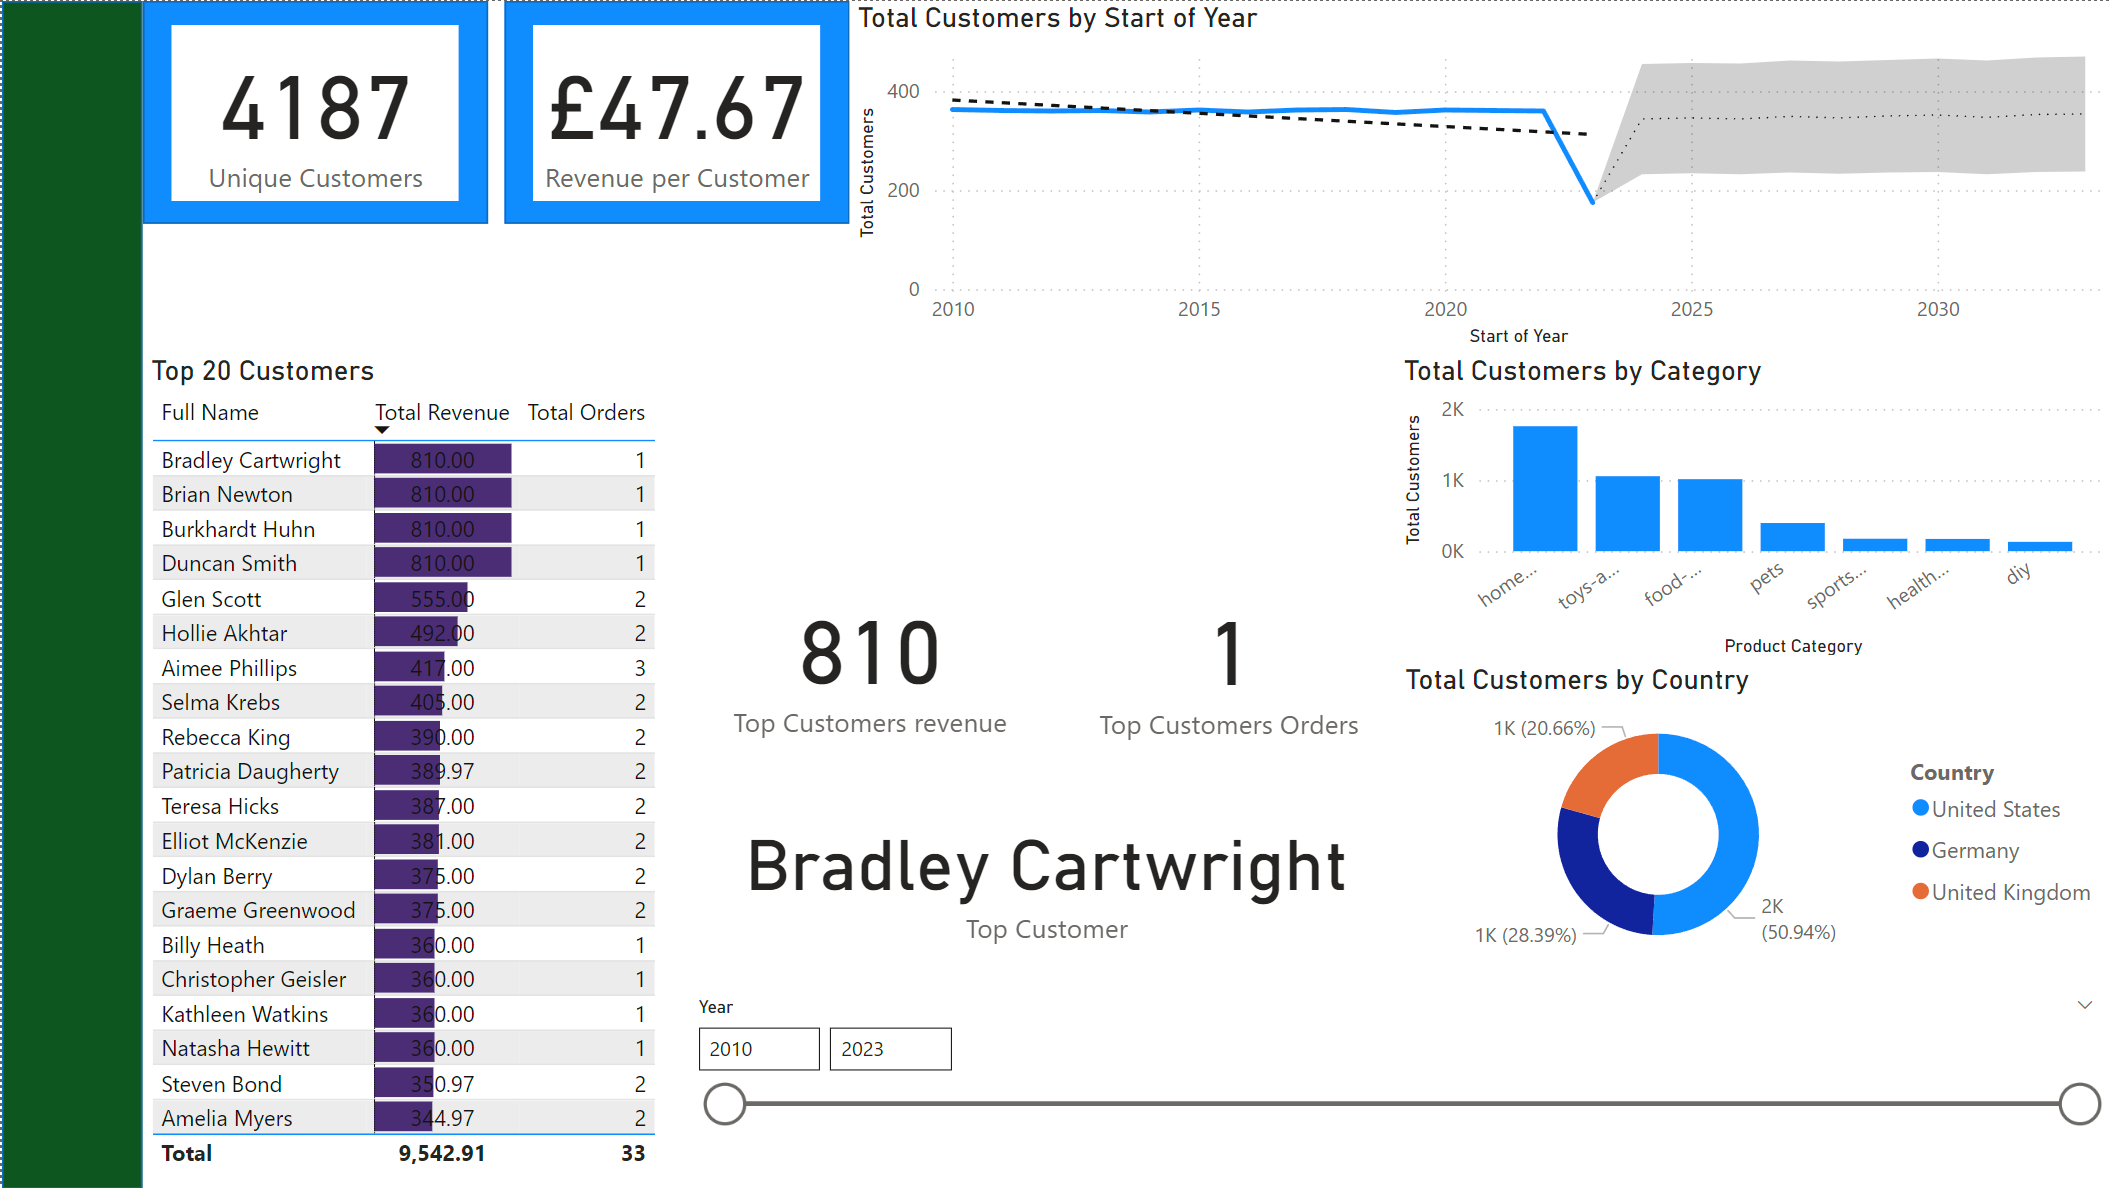 4187
Unique Customers
£47.67
Revenue per Customer
Total Customers by Start of Year
Total Customers
400
200
0
2010 2015 2020 2025 2030
Start of Year
Top 20 Customers
Full Name Total Revenue Total Orders
Bradley Cartwright 810.00 1
Brian Newton 810.00 1
Burkhardt Huhn 810.00 1
Duncan Smith 810.00 1
Glen Scott 555.00 2
Hollie Akhtar 492.00 2
Aimee Phillips 417.00 3
Selma Krebs 405.00 2
Rebecca King 390.00 2
Patricia Daugherty 389.97 2
Teresa Hicks 387.00 2
Elliot McKenzie 381.00 2
Dylan Berry 375.00 2
Graeme Greenwood 375.00 2
Billy Heath 360.00 1
Christopher Geisler 360.00 1
Kathleen Watkins 360.00 1
Natasha Hewitt 360.00 1
Steven Bond 350.97 2
Amelia Myers 344.97 2
Total 9,542.91 33
810
Top Customers revenue
1
Top Customers Orders
Bradley Cartwright
Top Customer
Total Customers by Category
Total Customers
2K
1K
0K
home... toys-a... food-... pets sports... health... diy
Product Category
Total Customers by Country
1K (20.66%)
1K (28.39%)
2K
(50.94%)
Country
United States
Germany
United Kingdom
Year
2010 2023